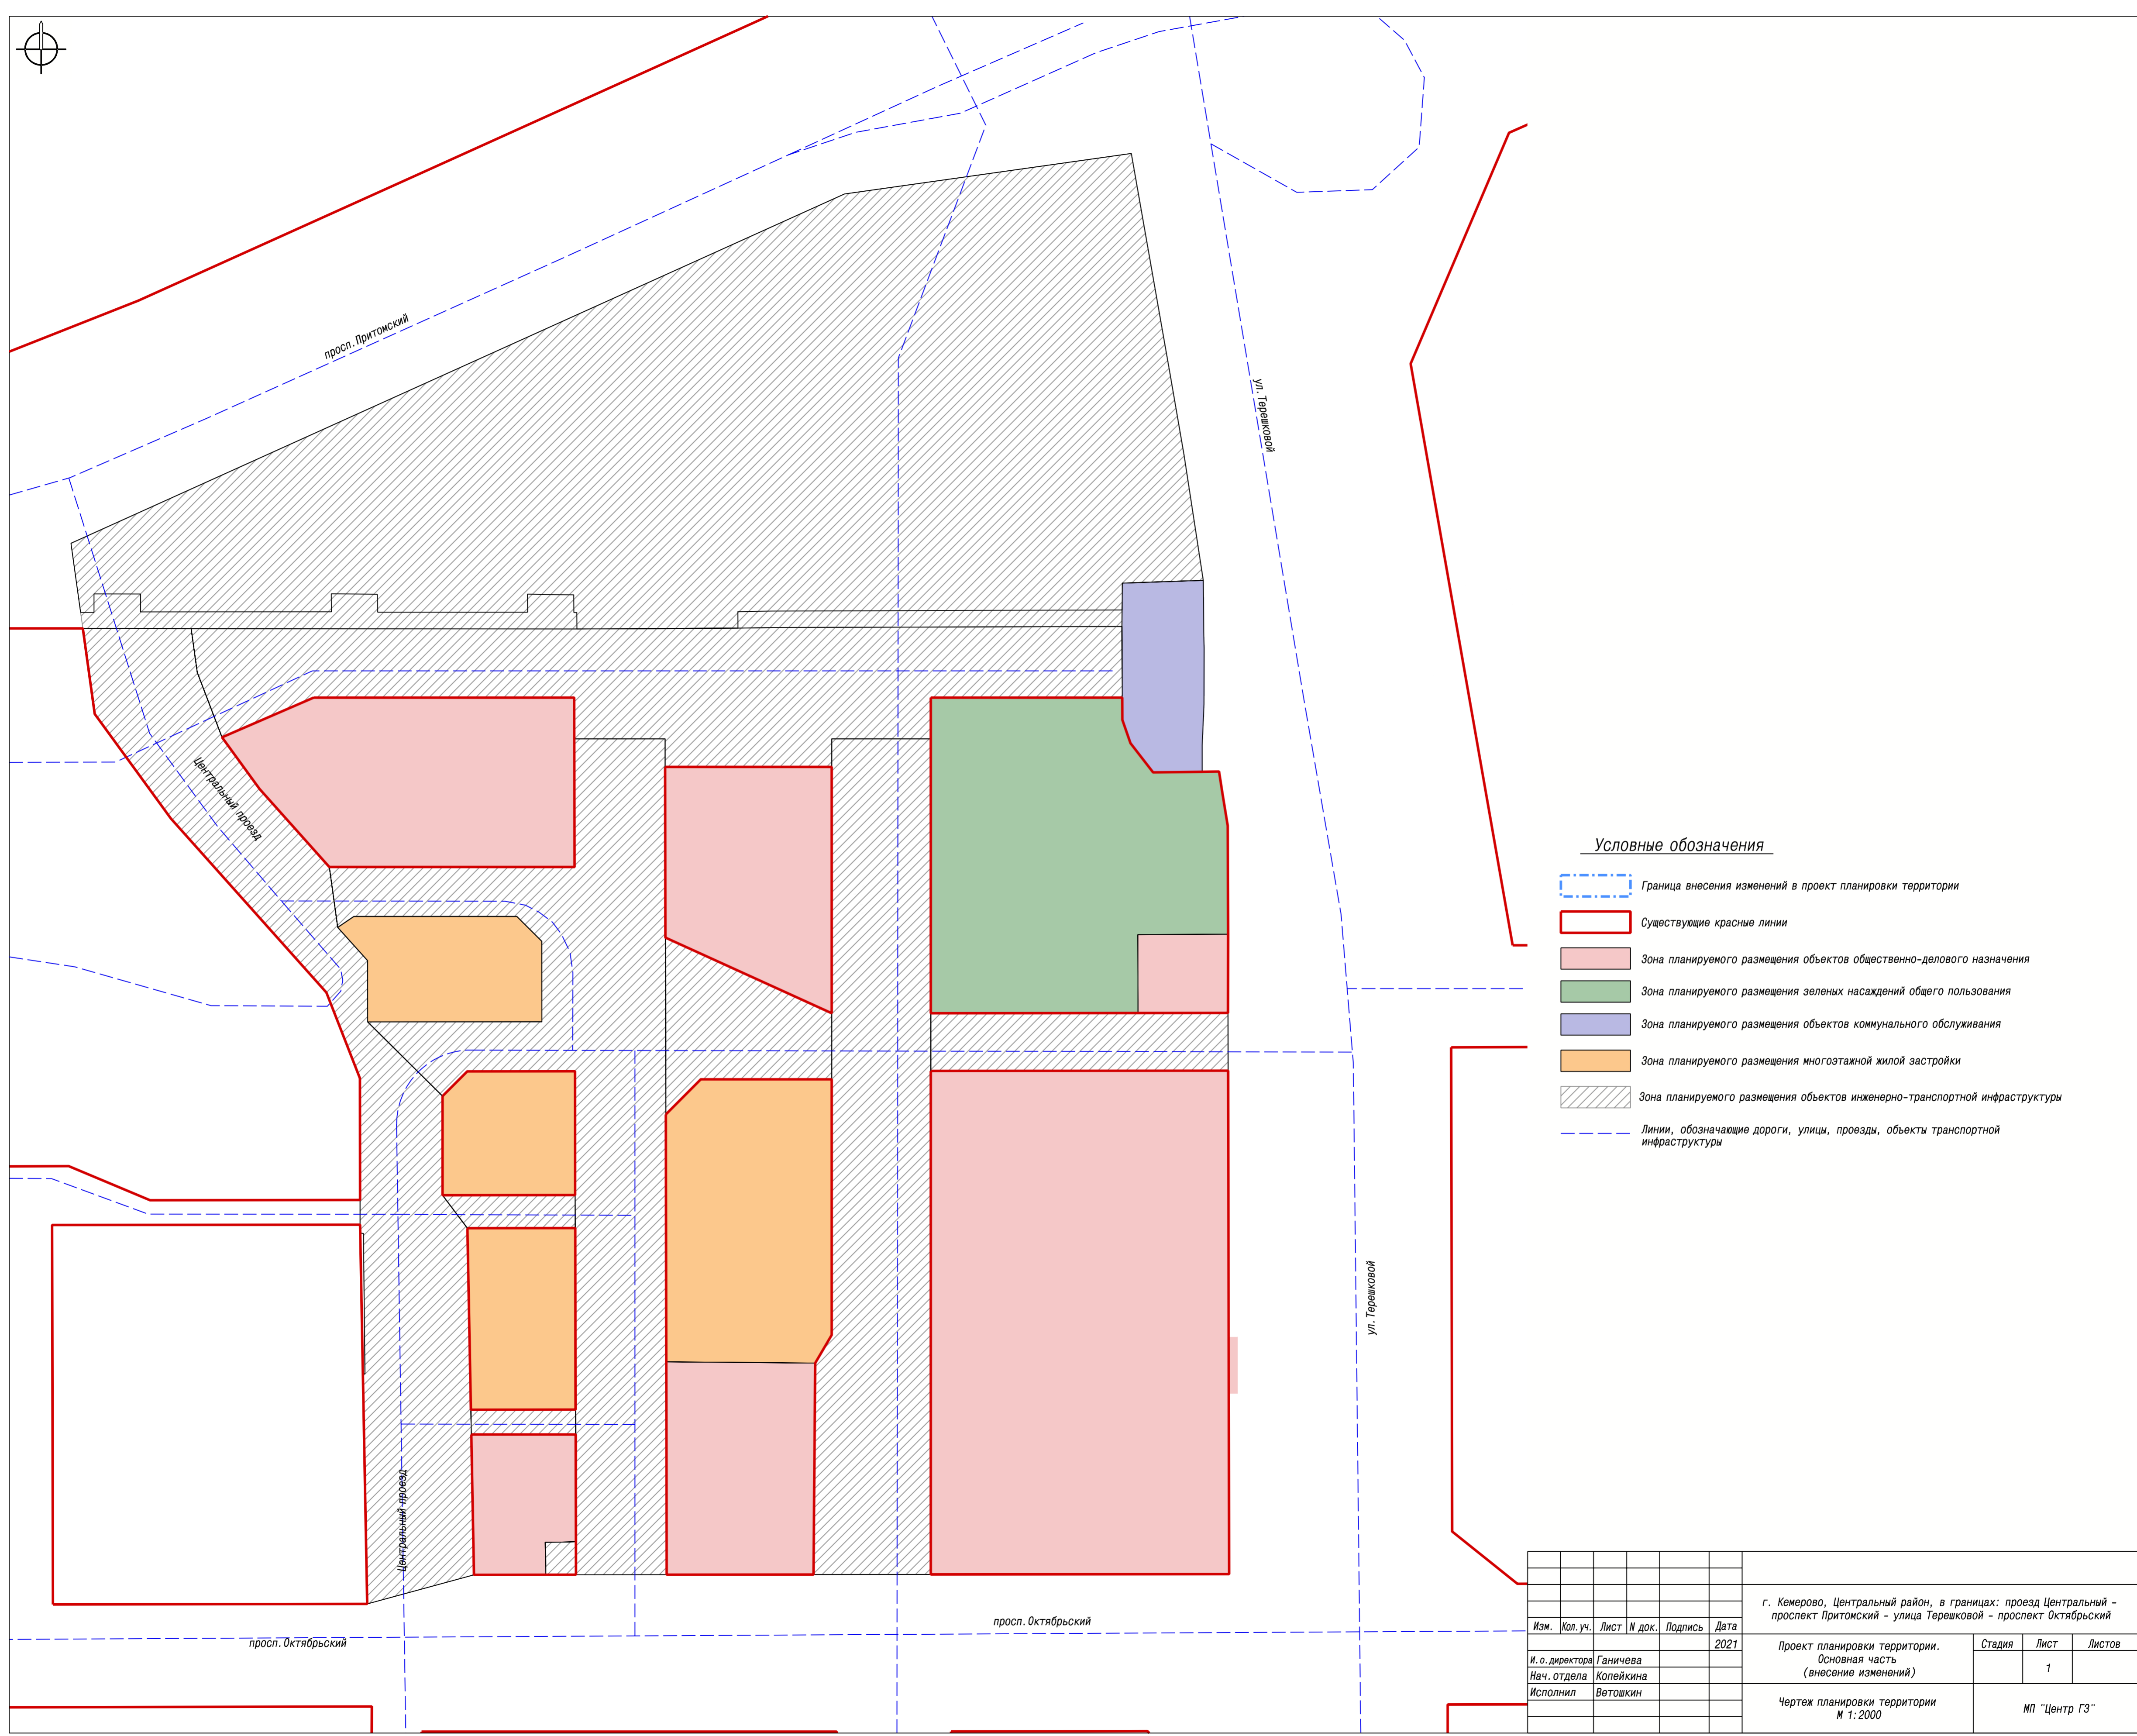 просп.Притомский
ул.Терешковой
Центральный проезд
ул.Терешковой
Центральный проезд
просп.Октябрьский
просп.Октябрьский
Условные обозначения
Граница внесения изменений в проект планировки территории
Существующие красные линии
Зона планируемого размещения объектов общественно-делового назначения
Зона планируемого размещения зеленых насаждений общего пользования
Зона планируемого размещения объектов коммунального обслуживания
Зона планируемого размещения многоэтажной жилой застройки
Зона планируемого размещения объектов инженерно-транспортной инфраструктуры
Линии, обозначающие дороги, улицы, проезды, объекты транспортной
инфраструктуры
г. Кемерово, Центральный район, в границах: проезд Центральный -
проспект Притомский - улица Терешковой - проспект Октябрьский
Изм. Кол.уч. Лист N док. Подпись Дата
2021
И.о.директора Ганичева
Нач.отдела Копейкина
Исполнил Ветошкин
Проект планировки территории.
Основная часть
(внесение изменений)
Стадия Лист Листов
1
Чертеж планировки территории
М 1:2000
МП "Центр ГЗ"